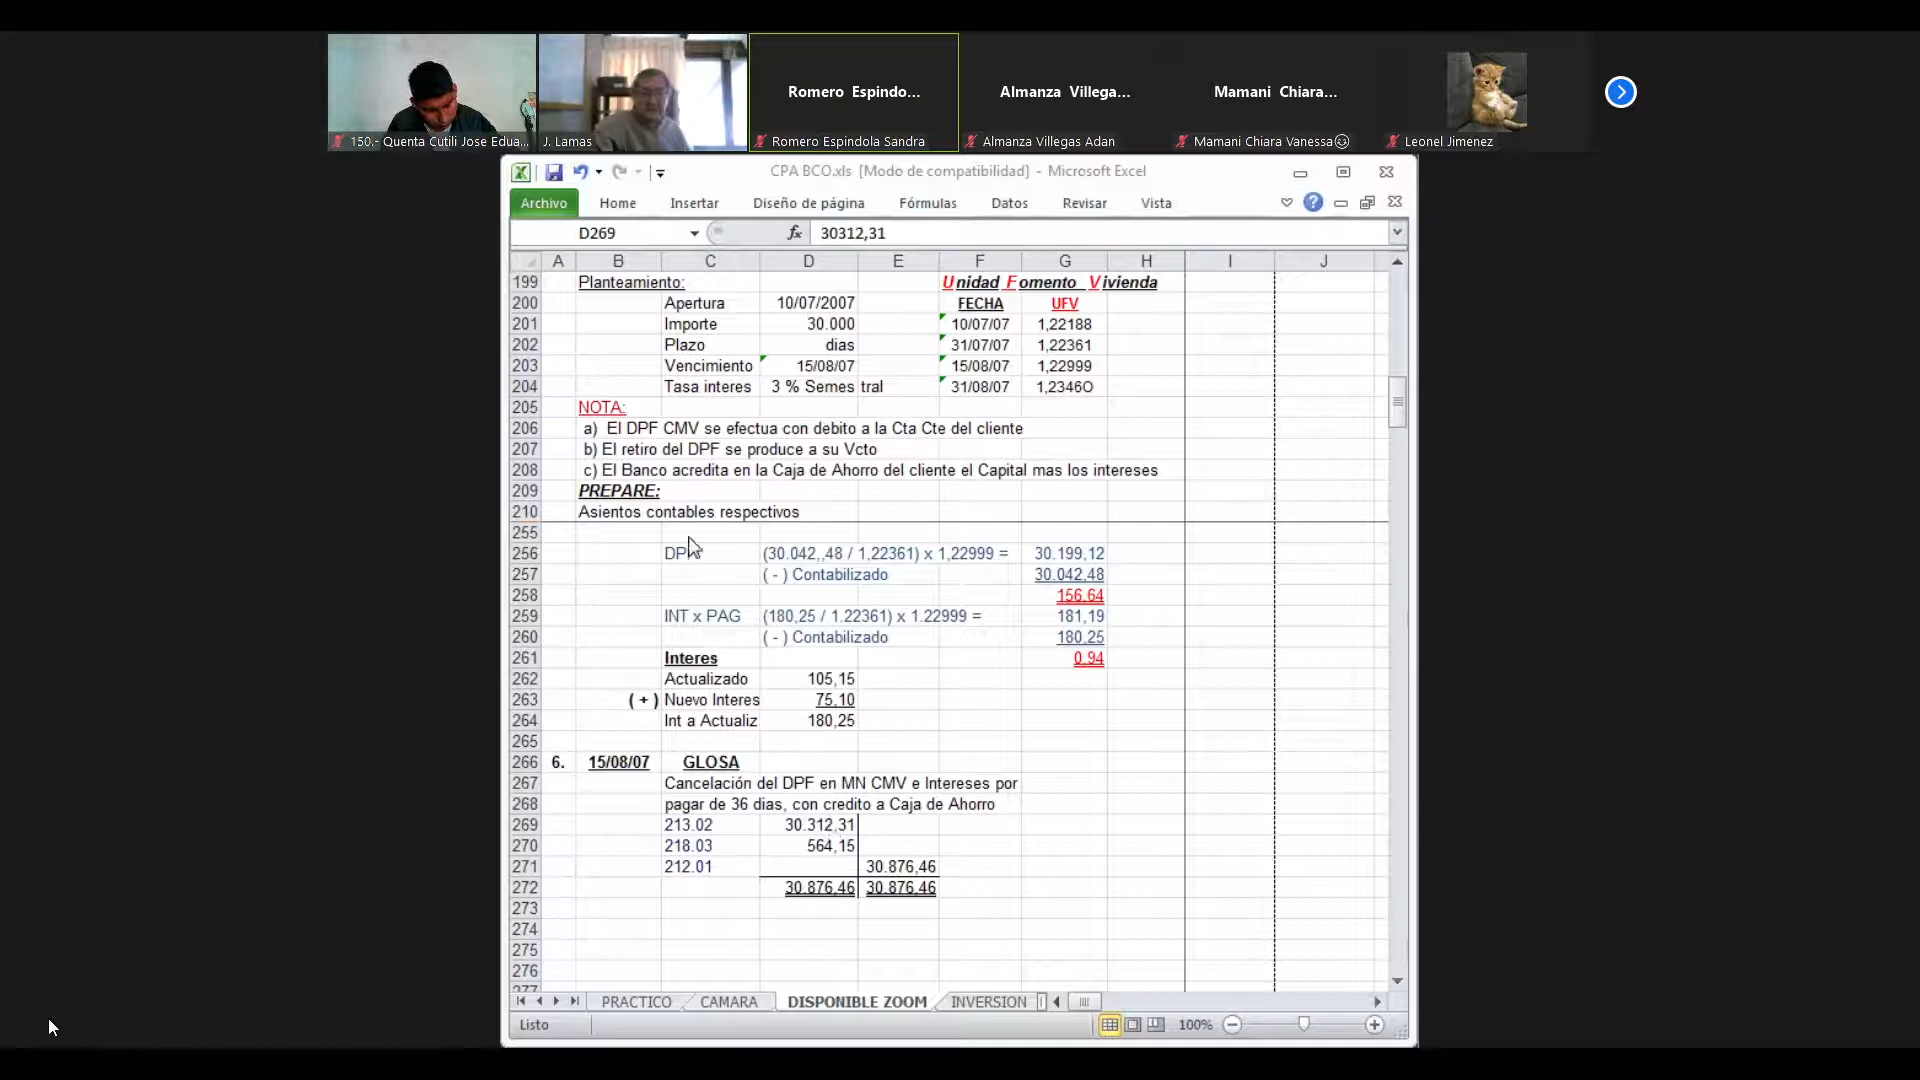 Romero Espindo...
Almanza Villega...
Mamani Chiara...
150.- Quenta Cutili Jose Edua...
J. Lamas
Romero Espindola Sandra
Almanza Villegas Adan
Mamani Chiara Vanessa☺
Leonel Jimenez
CPA BCO.xls [Modo de compatibilidad] - Microsoft Excel
Archivo Home Insertar Diseño de página Fórmulas Datos Revisar Vista
D269 fx 30312,31
A B C D E F G H I J
199 Planteamiento: Unidad Fomento Vivienda
200 Apertura 10/07/2007 FECHA UFV
201 Importe 30.000 10/07/07 1,22188
202 Plazo dias 31/07/07 1,22361
203 Vencimiento 15/08/07 15/08/07 1,22999
204 Tasa interes 3 % Semes tral 31/08/07 1,2346O
205 NOTA:
206 a) El DPF CMV se efectua con debito a la Cta Cte del cliente
207 b) El retiro del DPF se produce a su Vcto
208 c) El Banco acredita en la Caja de Ahorro del cliente el Capital mas los intereses
209 PREPARE:
210 Asientos contables respectivos
255
256 DP (30.042,,48 / 1,22361) x 1,22999 = 30.199,12
257 ( - ) Contabilizado 30.042,48
258 156,64
259 INT x PAG (180,25 / 1.22361) x 1.22999 = 181,19
260 ( - ) Contabilizado 180,25
261 Interes 0,94
262 Actualizado 105,15
263 ( + ) Nuevo Interes 75,10
264 Int a Actualiz 180,25
265
266 6. 15/08/07 GLOSA
267 Cancelación del DPF en MN CMV e Intereses por
268 pagar de 36 dias, con credito a Caja de Ahorro
269 213.02 30.312,31
270 218.03 564,15
271 212.01 30.876,46
272 30.876,46 30.876,46
273
274
275
276
277
PRACTICO CAMARA DISPONIBLE ZOOM INVERSION
Listo 100%